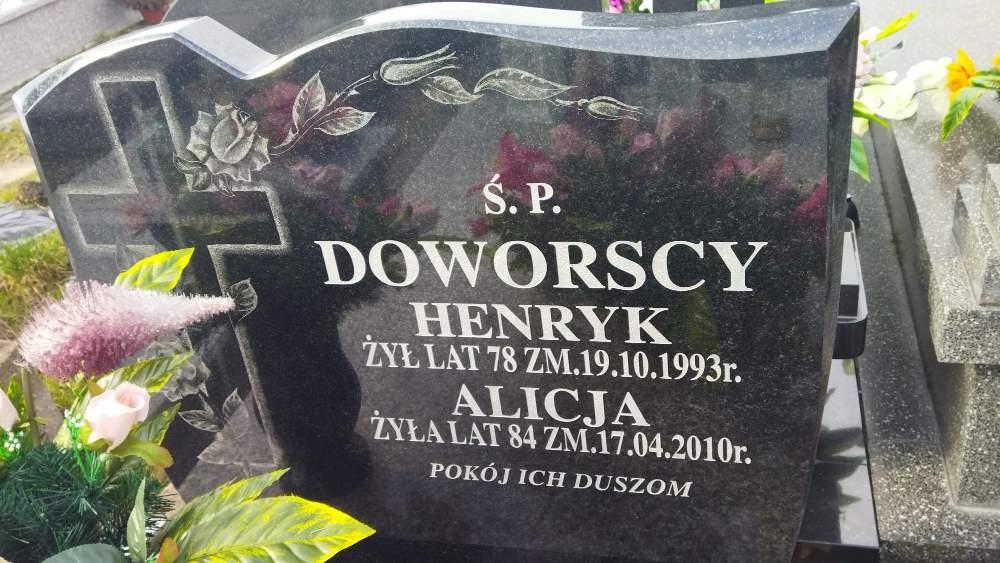 Ś. P.
DOWORSCY
HENRYK
ŻYŁ LAT 78 ZM.19.10.1993r.
ALICJA
ŻYŁA LAT 84 ZM.17.04.2010r.
POKÓJ ICH DUSZOM